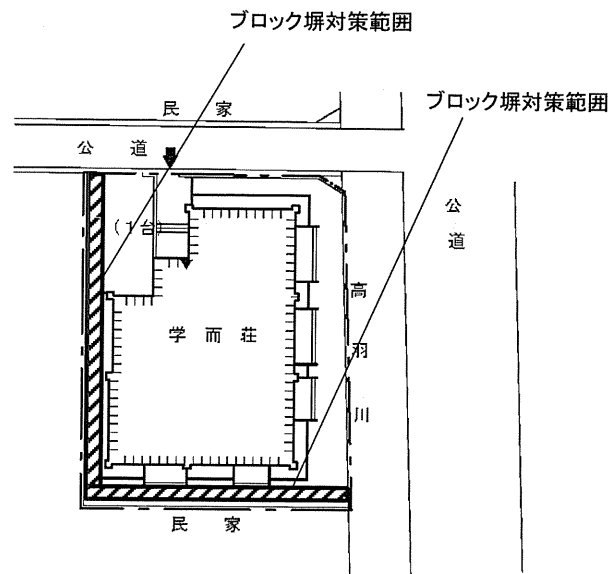 ブロック塀対策範囲
ブロック塀対策範囲
民家
公道
(1台)
公道
学而荘
高羽川
民家